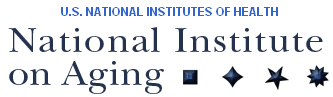 U.S. NATIONAL INSTITUTES OF HEALTH
National Institute
on Aging